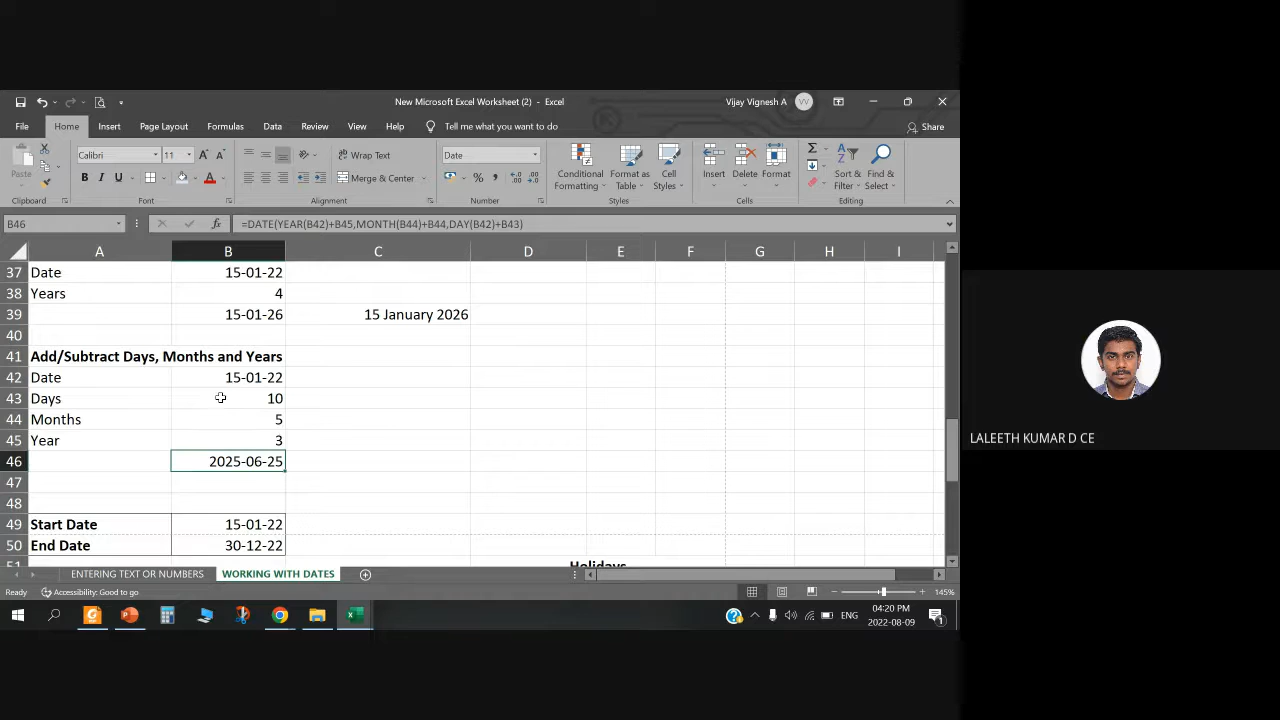 New Microsoft Excel Worksheet (2) - Excel
Vijay Vignesh A
VV
File Home Insert Page Layout Formulas Data Review View Help Tell me what you want to do
Share
Paste
Calibri 11
Wrap Text
Date
B I U
Merge & Center
Conditional Formatting
Format as Table
Cell Styles
Insert
Delete
Format
Sort & Filter
Find & Select
Clipboard Font Alignment Number Styles Cells Editing
B46
=DATE(YEAR(B42)+B45,MONTH(B44)+B44,DAY(B42)+B43)
A B C D E F G H I
37 Date 15-01-22
38 Years 4
39 15-01-26 15 January 2026
40
41 Add/Subtract Days, Months and Years
42 Date 15-01-22
43 Days 10
44 Months 5
45 Year 3
46 2025-06-25
47
48
49 Start Date 15-01-22
50 End Date 30-12-22
51 Holidays
ENTERING TEXT OR NUMBERS WORKING WITH DATES
Ready Accessibility: Good to go
145%
ENG
04:20 PM
2022-08-09
LALEETH KUMAR D CE